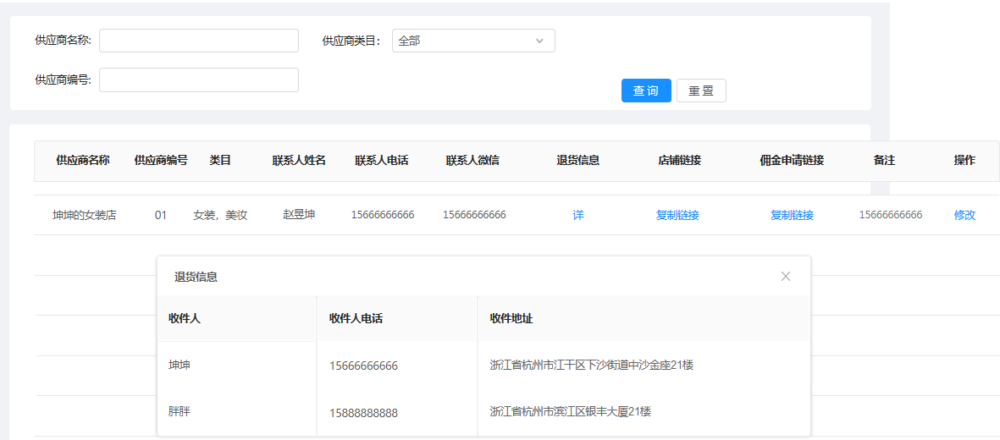 供应商名称: 供应商类目: 全部
供应商编号:
查 询 重 置
供应商名称 供应商编号 类目 联系人姓名 联系人电话 联系人微信 退货信息 店铺链接 佣金申请链接 备注 操作
坤坤的女装店 01 女装，美妆 赵昱坤 15666666666 15666666666 详 复制链接 复制链接 15666666666 修改
退货信息
收件人 收件人电话 收件地址
坤坤 15666666666 浙江省杭州市江干区下沙街道中沙金座21楼
胖胖 15888888888 浙江省杭州市滨江区银丰大厦21楼